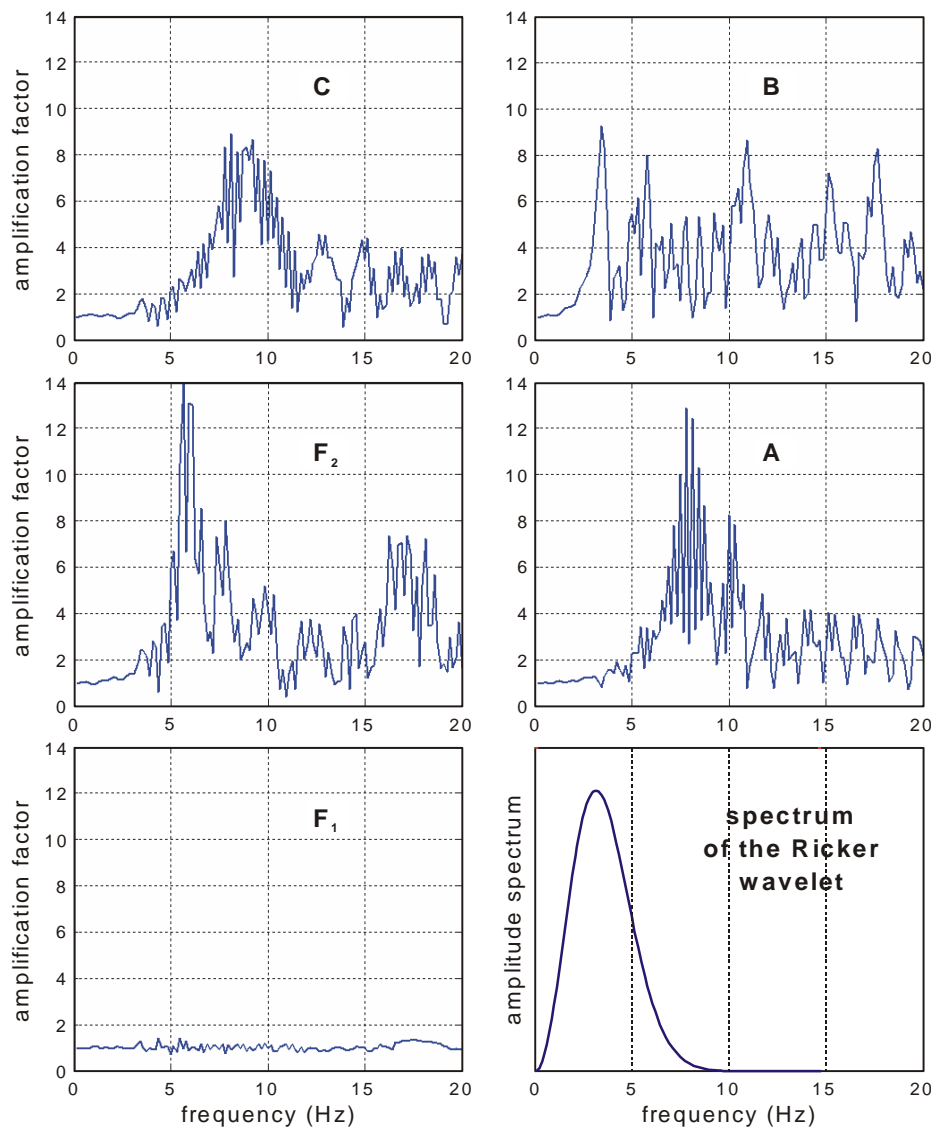 14
12
10
8
6
4
2
0
amplification factor
C
0 5 10 15 20
14
12
10
8
6
4
2
0
B
0 5 10 15 20
14
12
10
8
6
4
2
0
amplification factor
F2
0 5 10 15 20
14
12
10
8
6
4
2
0
A
0 5 10 15 20
14
12
10
8
6
4
2
0
amplification factor
F1
0 5 10 15 20
frequency (Hz)
amplitude spectrum
spectrum
of the Ricker
wavelet
0 5 10 15 20
frequency (Hz)